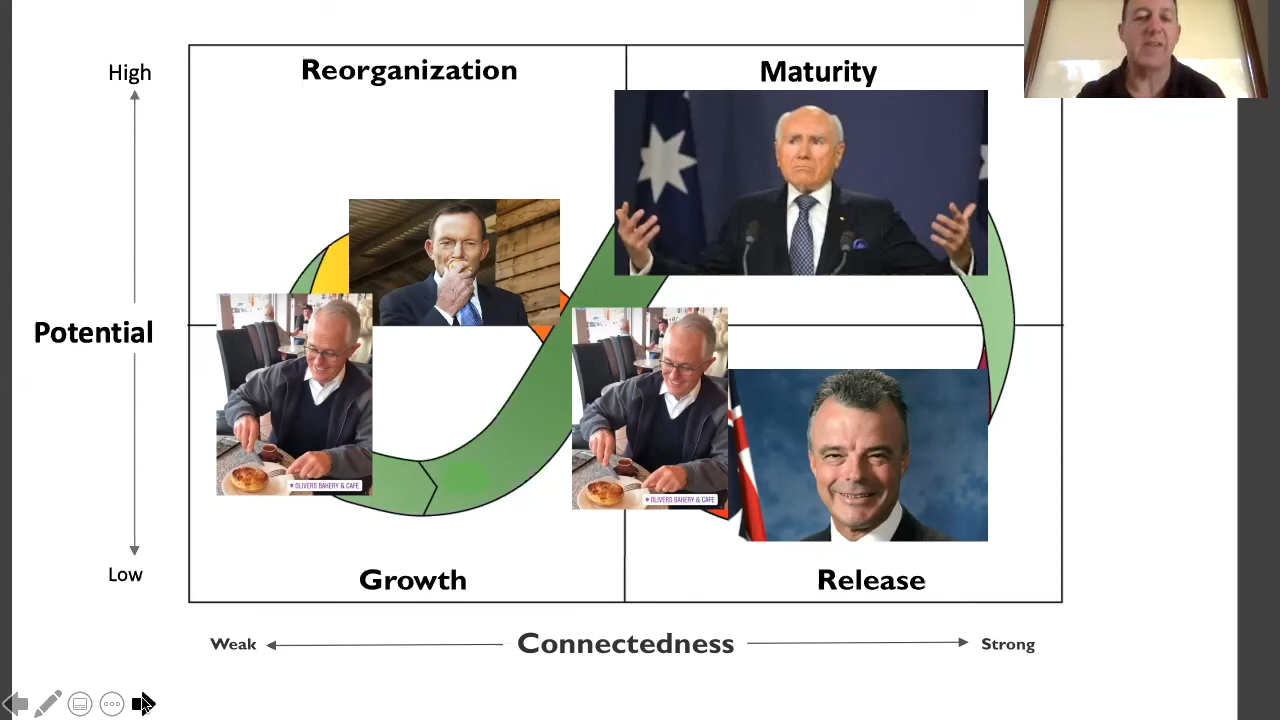 High
Reorganization
Maturity
Potential
OLIVERS BAKERY & CAFE
OLIVERS BAKERY & CAFE
Low
Growth
Release
Weak
Connectedness
Strong